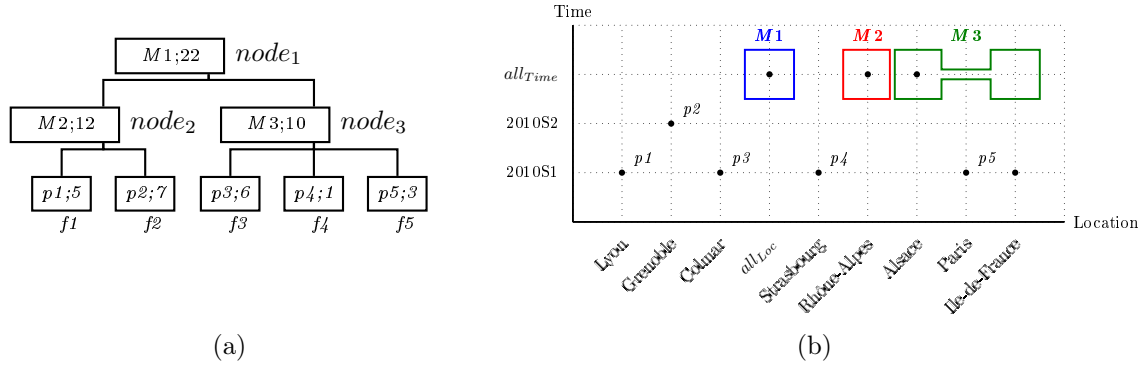 M1;22 node1
M2;12 node2 M3;10 node3
p1;5 p2;7 p3;6 p4;1 p5;3
f1 f2 f3 f4 f5
(a)
Time
M1 M2 M3
allTime
2010S2 p2
2010S1 p1 p3 p4 p5
Location
Lyon
Grenoble
Colmar
allLoc
Strasbourg
Rhône-Alpes
Alsace
Paris
Ile-de-France
(b)